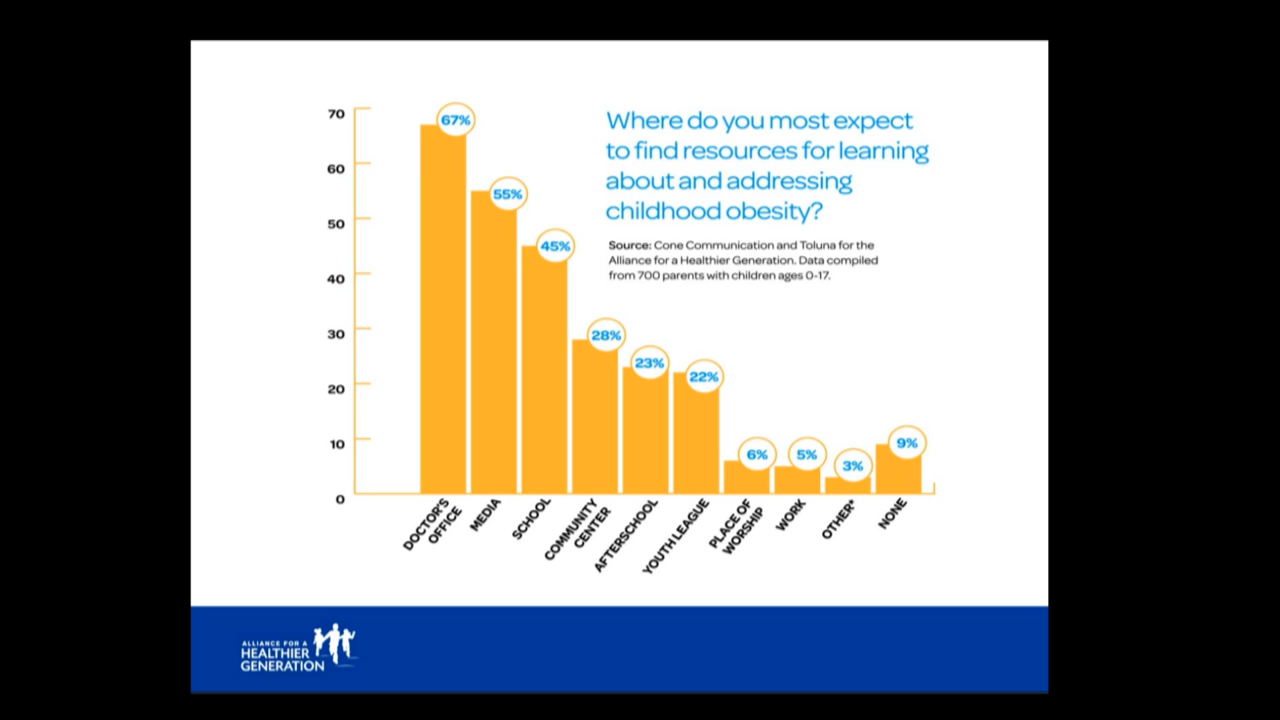 Where do you most expect
to find resources for learning
about and addressing
childhood obesity?
Source: Cone Communication and Toluna for the
Alliance for a Healthier Generation. Data compiled
from 700 parents with children ages 0-17.
70
60
50
40
30
20
10
0
67%
55%
45%
28%
23%
22%
6%
5%
3%
9%
DOCTOR'S
OFFICE
MEDIA
SCHOOL
COMMUNITY
CENTER
AFTERSCHOOL
YOUTH LEAGUE
PLACE OF
WORSHIP
WORK
OTHER*
NONE
ALLIANCE FOR A
HEALTHIER
GENERATION